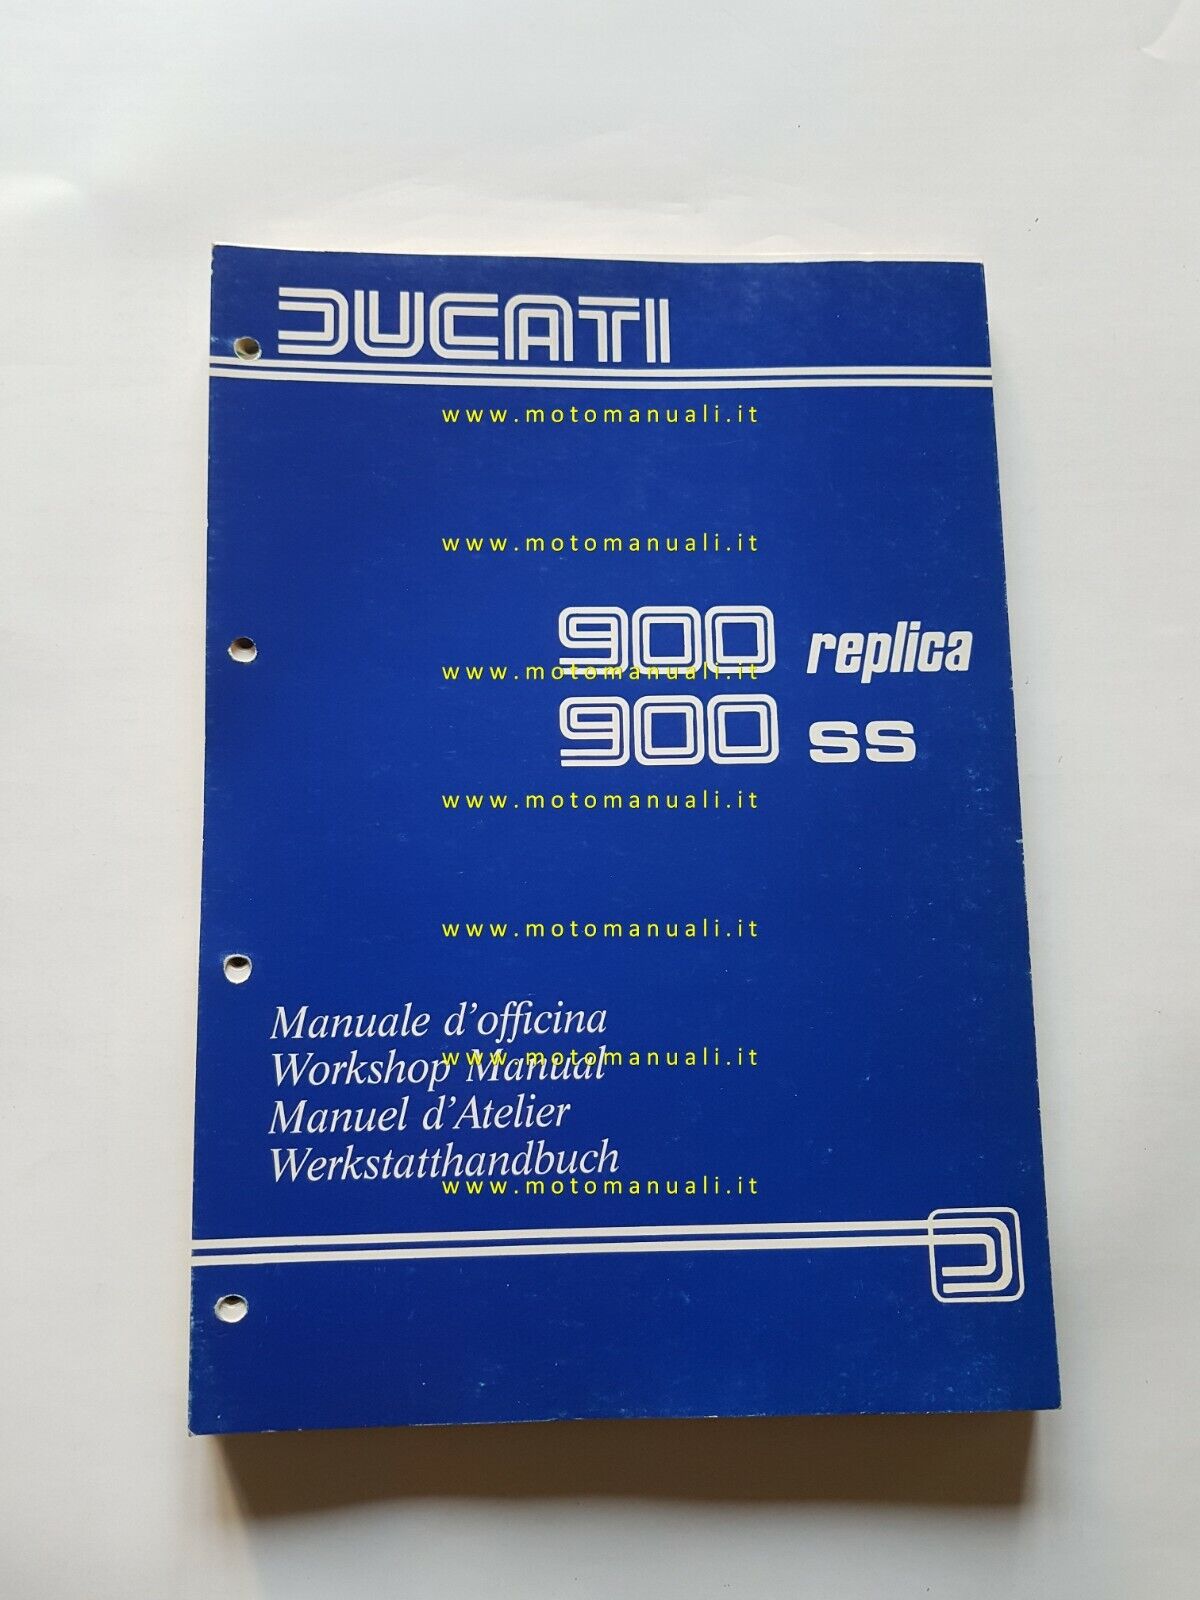 DUCATI
www.motomanuali.it
www.motomanuali.it
900 replica
www.motomanuali.it
900 SS
www.motomanuali.it
www.motomanuali.it
Manuale d'officina
Workshop Manual
www.motomanuali.it
Manuel d'Atelier
Werkstatthandbuch
www.motomanuali.it